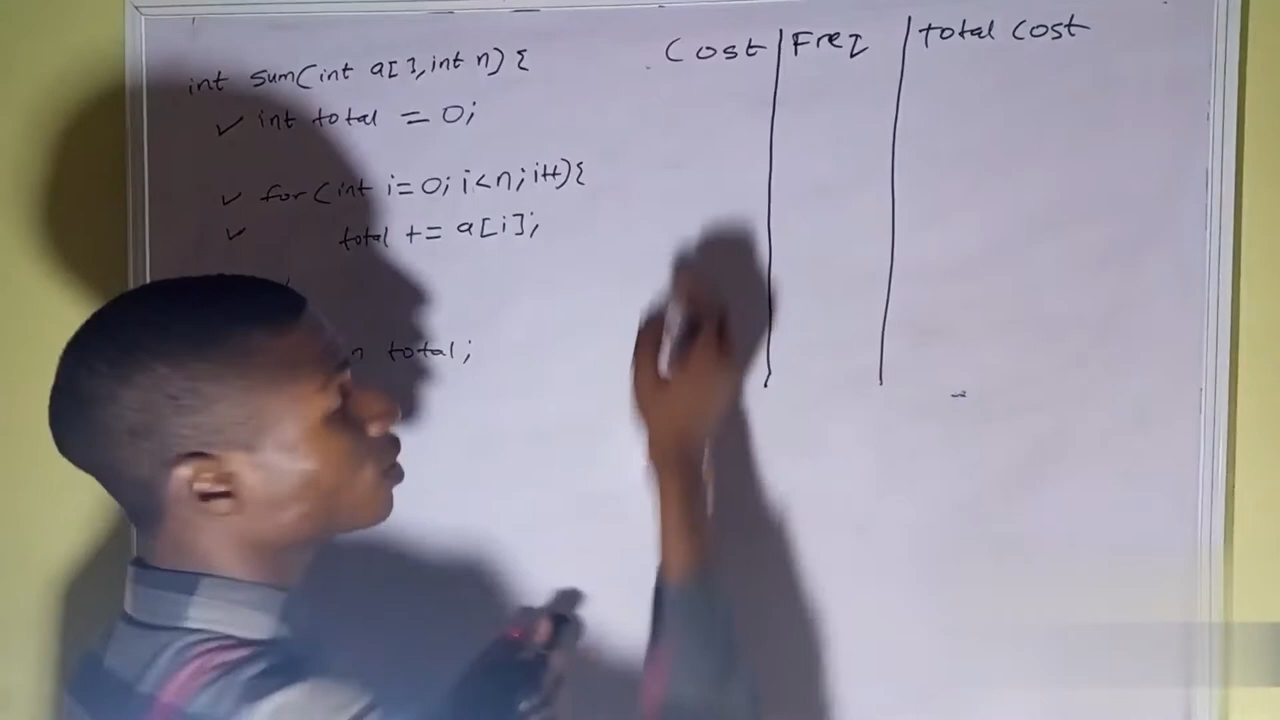 int sum(int a[],int n) {
✓ int total = 0;
✓ for(int i=0; i<n; i++){
✓ total += a[i];
total;
Cost | Freq | total cost